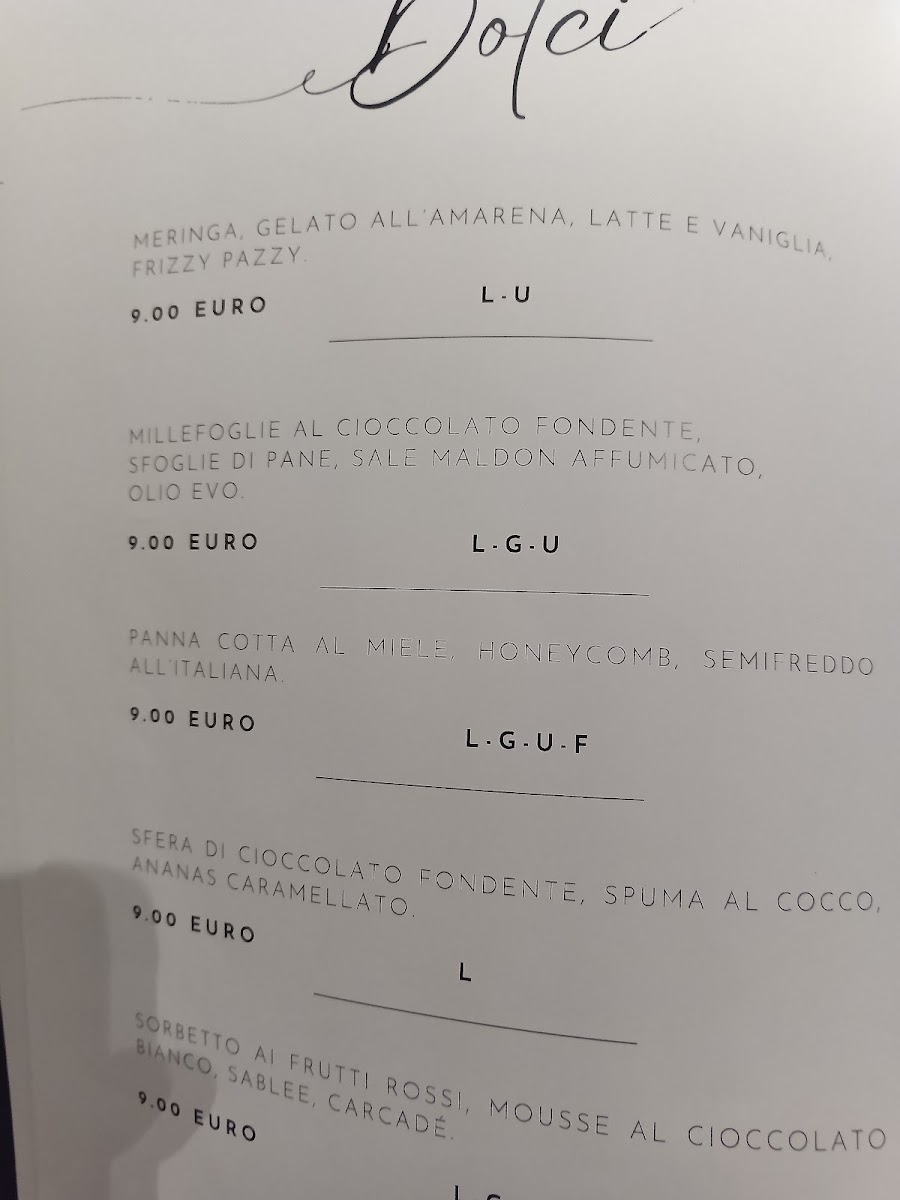 Dolci
MERINGA, GELATO ALL'AMARENA, LATTE E VANIGLIA,
FRIZZY PAZZY.
9.00 EURO
L - U
MILLEFOGLIE AL CIOCCOLATO FONDENTE,
SFOGLIE DI PANE, SALE MALDON AFFUMICATO,
OLIO EVO.
9.00 EURO
L - G - U
PANNA COTTA AL MIELE, HONEYCOMB, SEMIFREDDO
ALL'ITALIANA.
9.00 EURO
L - G - U - F
SFERA DI CIOCCOLATO FONDENTE, SPUMA AL COCCO,
ANANAS CARAMELLATO.
9.00 EURO
L
SORBETTO AI FRUTTI ROSSI, MOUSSE AL CIOCCOLATO
BIANCO, SABLEE, CARCADÉ.
9.00 EURO